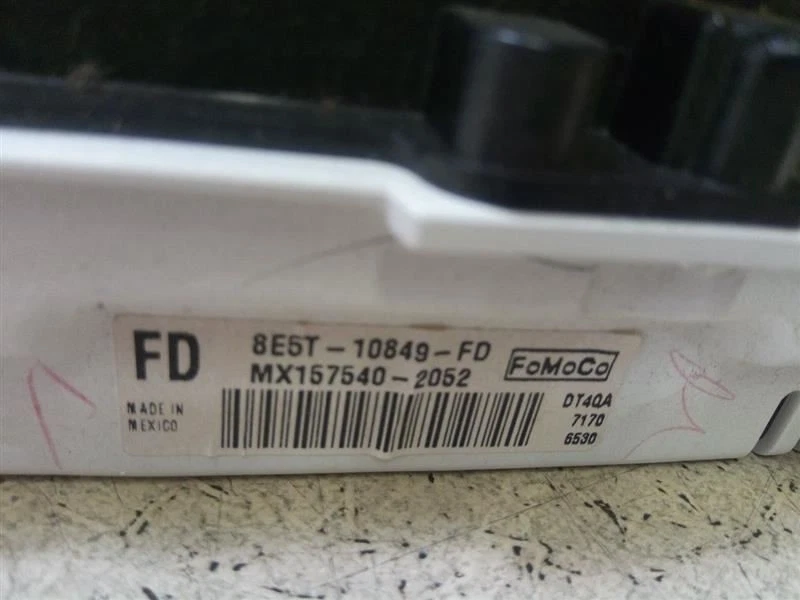 FD
8E5T-10849-FD
MX157540-2052
FoMoCo
MADE IN
MEXICO
DT4QA
7170
6530